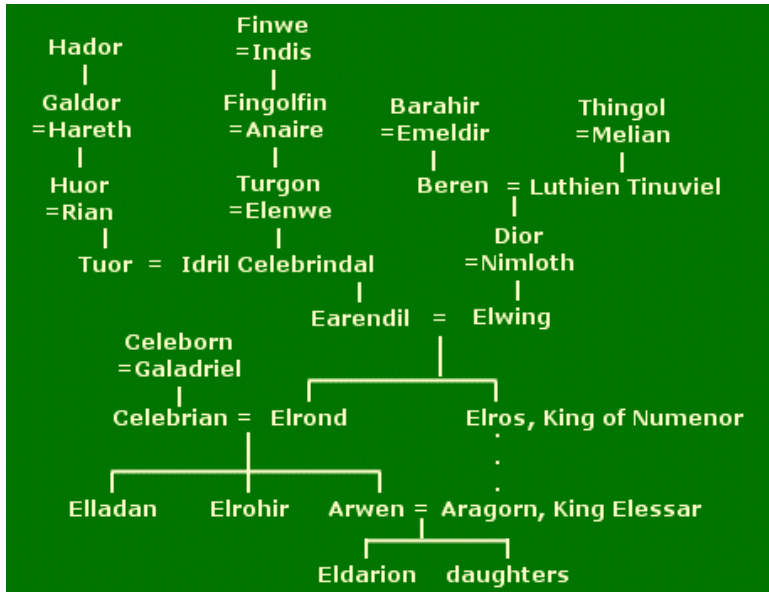 Finwe
Hador =Indis
Galdor Fingolfin Barahir Thingol
=Hareth =Anaire =Emeldir =Melian
Huor Turgon Beren = Luthien Tinuviel
=Rian =Elenwe
Dior
Tuor = Idril Celebrindal =Nimloth
Earendil = Elwing
Celeborn
=Galadriel
Celebrian = Elrond Elros, King of Numenor
Elladan Elrohir Arwen = Aragorn, King Elessar
Eldarion daughters